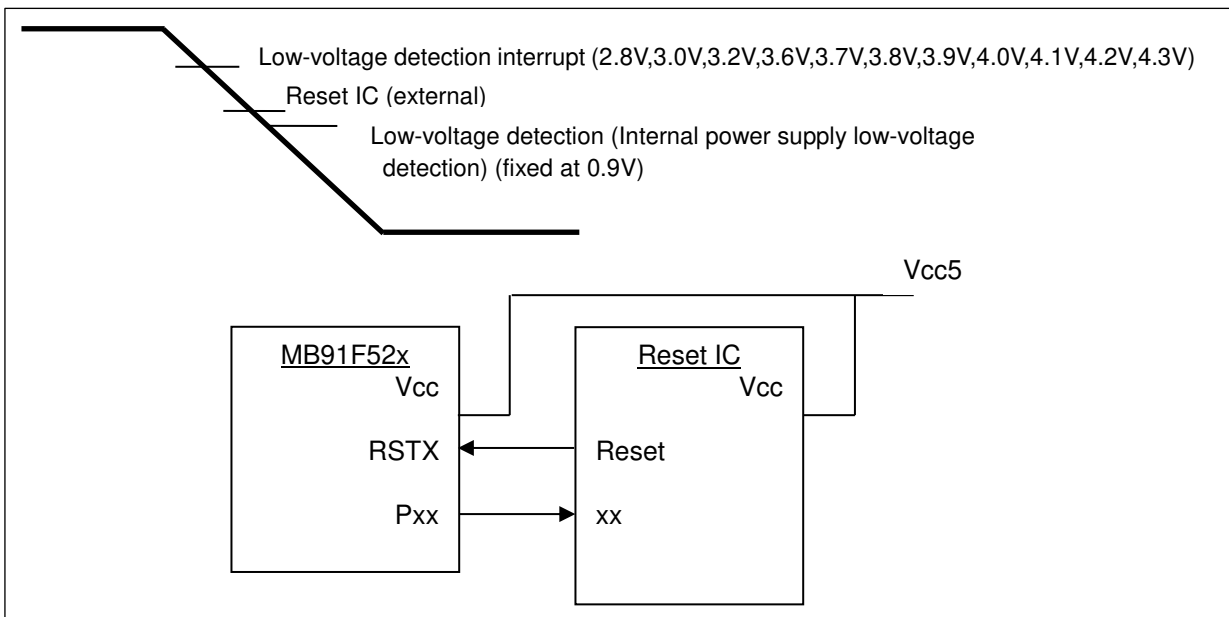 Low-voltage detection interrupt (2.8V,3.0V,3.2V,3.6V,3.7V,3.8V,3.9V,4.0V,4.1V,4.2V,4.3V)
Reset IC (external)
Low-voltage detection (Internal power supply low-voltage
detection) (fixed at 0.9V)
Vcc5
MB91F52x
Vcc
RSTX
Pxx
Reset IC
Vcc
Reset
xx